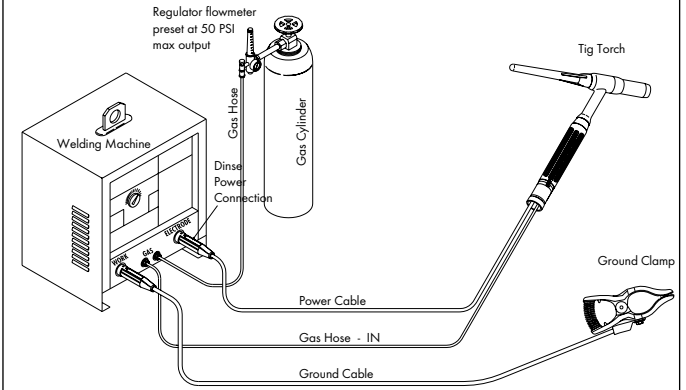 Regulator flowmeter
preset at 50 PSI
max output
Tig Torch
Gas Hose
Gas Cylinder
Welding Machine
Dinse
Power
Connection
ELECTRODE
GAS
WORK
Ground Clamp
Power Cable
Gas Hose - IN
Ground Cable